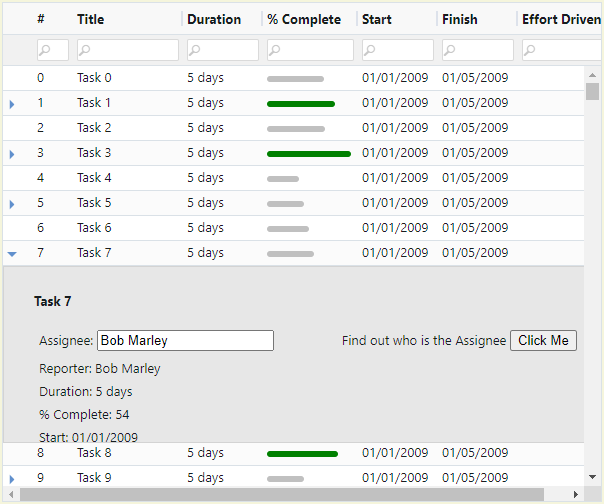 # Title Duration % Complete Start Finish Effort Driven
0 Task 0 5 days 01/01/2009 01/05/2009
1 Task 1 5 days 01/01/2009 01/05/2009
2 Task 2 5 days 01/01/2009 01/05/2009
3 Task 3 5 days 01/01/2009 01/05/2009
4 Task 4 5 days 01/01/2009 01/05/2009
5 Task 5 5 days 01/01/2009 01/05/2009
6 Task 6 5 days 01/01/2009 01/05/2009
7 Task 7 5 days 01/01/2009 01/05/2009
Task 7
Assignee: Bob Marley Find out who is the Assignee Click Me
Reporter: Bob Marley
Duration: 5 days
% Complete: 54
Start: 01/01/2009
8 Task 8 5 days 01/01/2009 01/05/2009
9 Task 9 5 days 01/01/2009 01/05/2009